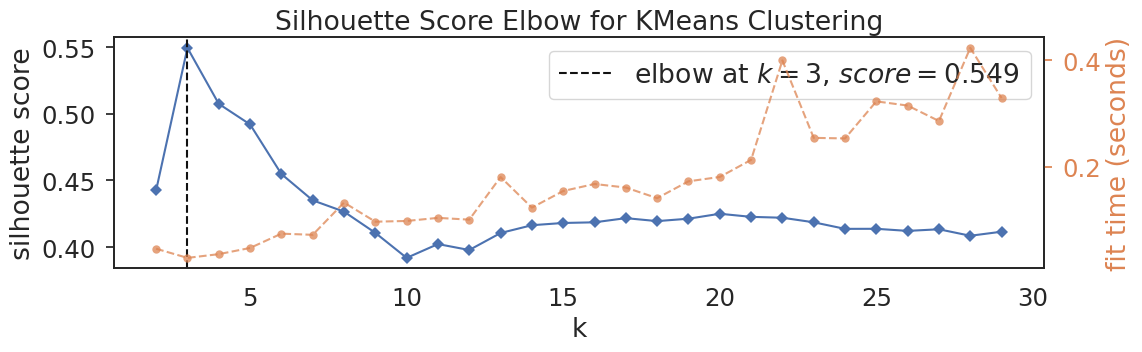 Silhouette Score Elbow for KMeans Clustering
silhouette score
0.55
0.50
0.45
0.40
elbow at k = 3, score = 0.549
0.4
0.2
fit time (seconds)
5
10
15
20
25
30
k